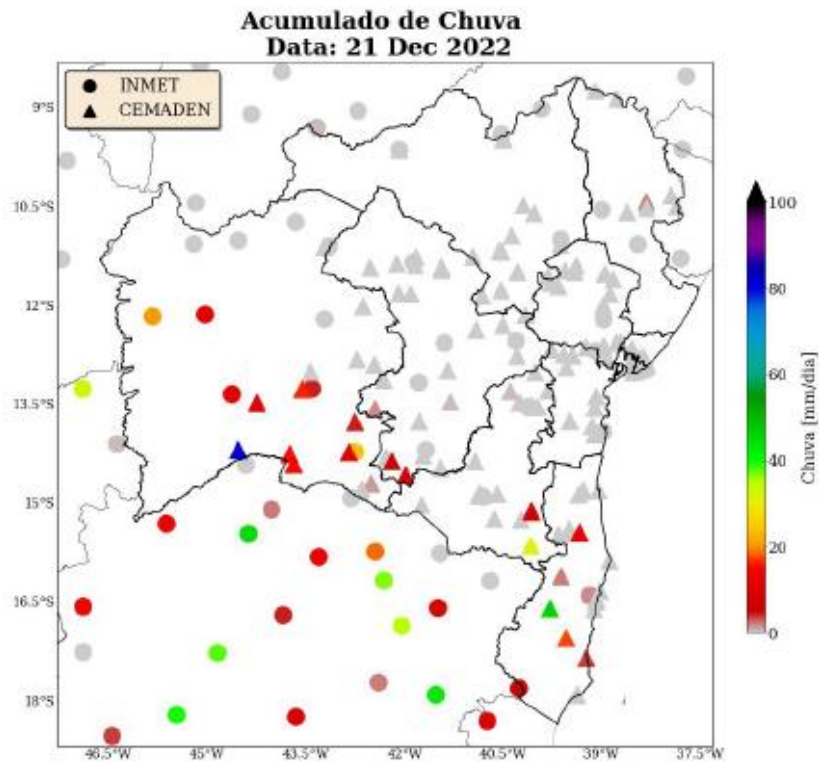 Acumulado de Chuva
Data: 21 Dec 2022
INMET
CEMADEN
9°S
10.5°S
12°S
13.5°S
15°S
16.5°S
18°S
46.5°W
45°W
43.5°W
42°W
40.5°W
39°W
37.5°W
100
80
60
40
20
0
Chuva [mm/dia]